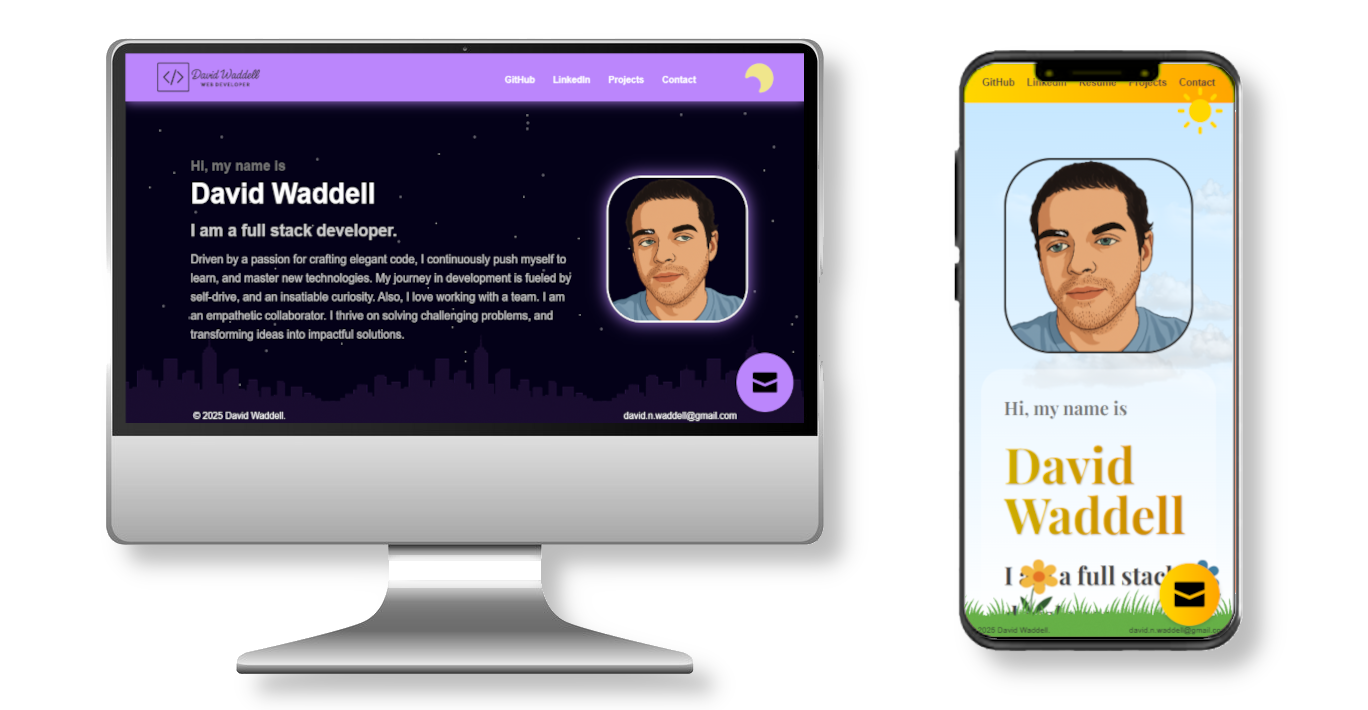 </> David Waddell
WEB DEVELOPER
GitHub LinkedIn Projects Contact
Hi, my name is
David Waddell
I am a full stack developer.
Driven by a passion for crafting elegant code, I continuously push myself to
learn, and master new technologies. My journey in development is fueled by
self-drive, and an insatiable curiosity. Also, I love working with a team. I am
an empathetic collaborator. I thrive on solving challenging problems, and
transforming ideas into impactful solutions.
© 2025 David Waddell.
david.n.waddell@gmail.com
GitHub LinkedIn Resume Projects Contact
Hi, my name is
David
Waddell
I a full stac
2025 David Waddell.
david.n.waddell@gmail.co